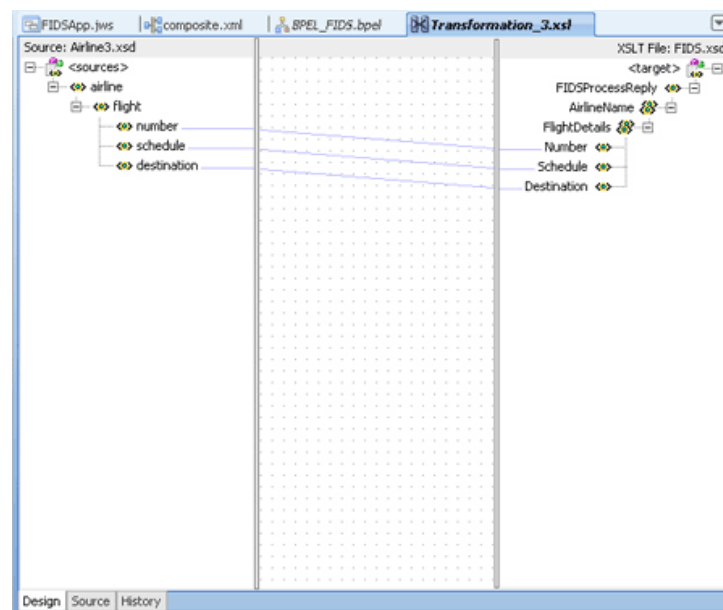 FIDSApp.jws composite.xml BPEL_FIDS.bpel Transformation_3.xsl
Source: Airline3.xsd XSLT File: FIDS.xsd
<sources> <target>
airline FIDSProcessReply
flight AirlineName
number FlightDetails
schedule Number
destination Schedule
Destination
Design Source History